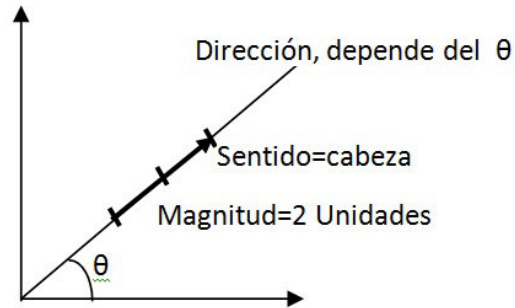 Dirección, depende del θ
Sentido=cabeza
Magnitud=2 Unidades
θ